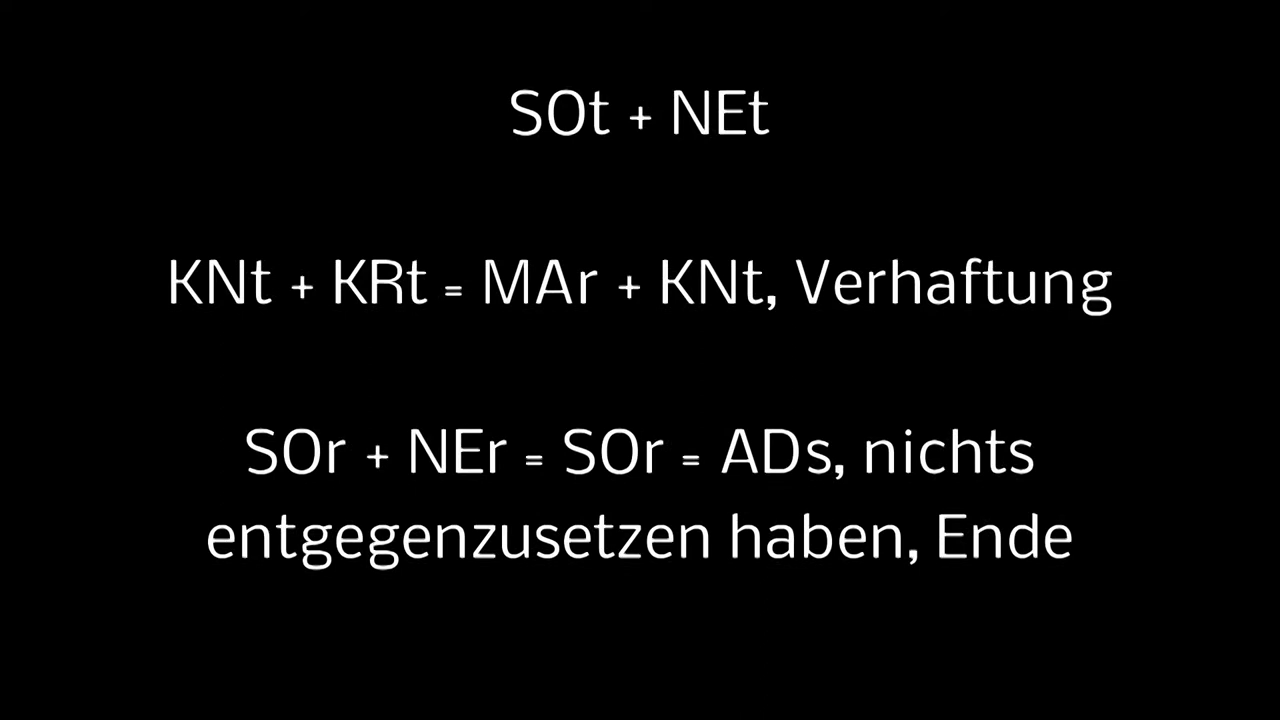 SOt + NEt
KNt + KRt = MAr + KNt, Verhaftung
SOr + NEr = SOr = ADs, nichts
entgegenzusetzen haben, Ende